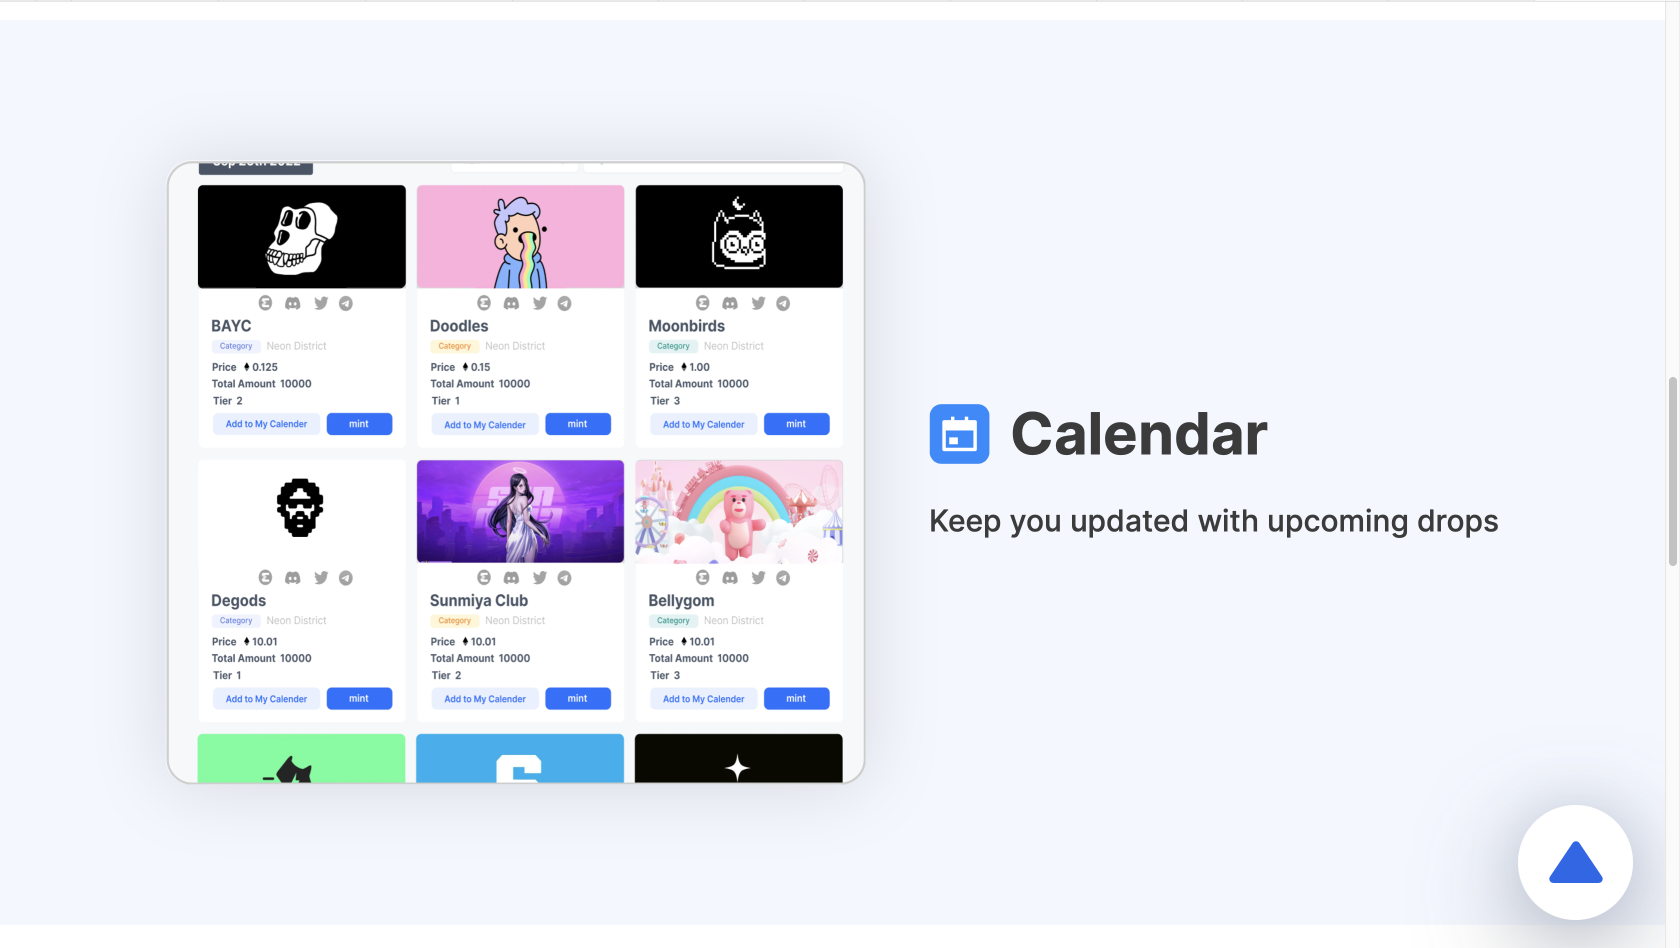 BAYC
Category Neon District
Price 0.125
Total Amount 10000
Tier 2
Add to My Calender mint
Doodles
Category Neon District
Price 0.15
Total Amount 10000
Tier 1
Add to My Calender mint
Moonbirds
Category Neon District
Price 1.00
Total Amount 10000
Tier 3
Add to My Calender mint
Degods
Category Neon District
Price 10.01
Total Amount 10000
Tier 1
Add to My Calender mint
Sunmiya Club
Category Neon District
Price 10.01
Total Amount 10000
Tier 2
Add to My Calender mint
Bellygom
Category Neon District
Price 10.01
Total Amount 10000
Tier 3
Add to My Calender mint
Calendar
Keep you updated with upcoming drops